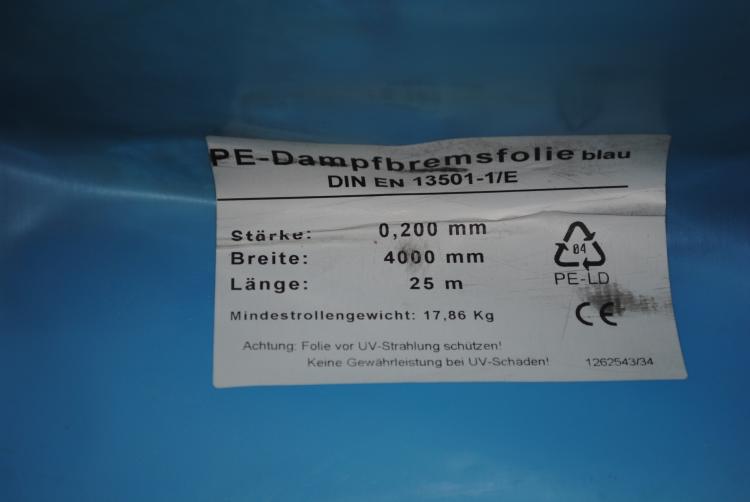 PE-Dampfbremsfolie blau
DIN EN 13501-1/E
Stärke: 0,200 mm
Breite: 4000 mm
Länge: 25 m
04
PE-LD
Mindestrollengewicht: 17,86 Kg
CE
Achtung: Folie vor UV-Strahlung schützen!
Keine Gewährleistung bei UV-Schäden!
1262543/34